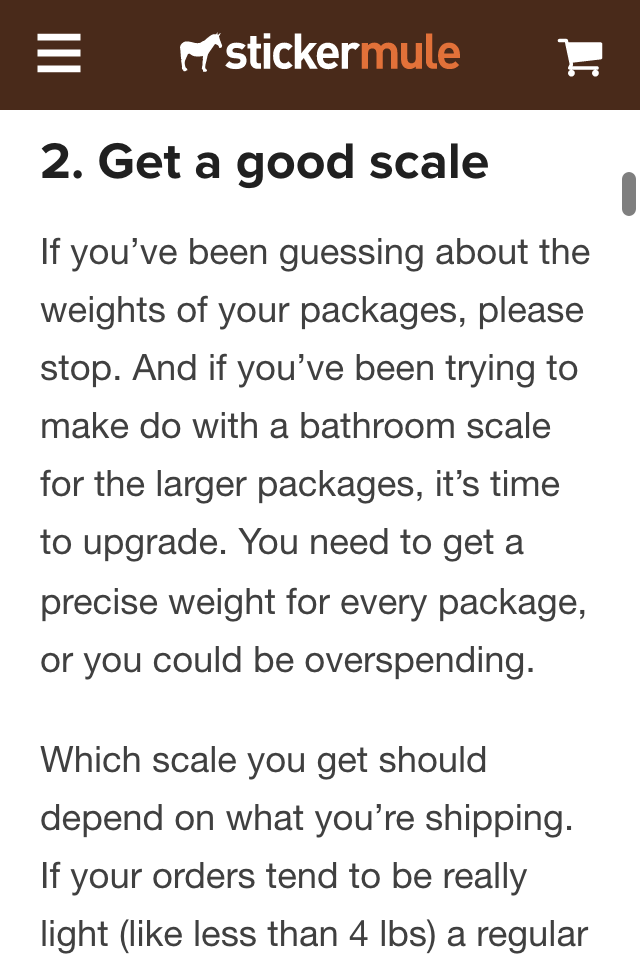 stickermule
2. Get a good scale
If you’ve been guessing about the
weights of your packages, please
stop. And if you’ve been trying to
make do with a bathroom scale
for the larger packages, it’s time
to upgrade. You need to get a
precise weight for every package,
or you could be overspending.
Which scale you get should
depend on what you’re shipping.
If your orders tend to be really
light (like less than 4 lbs) a regular